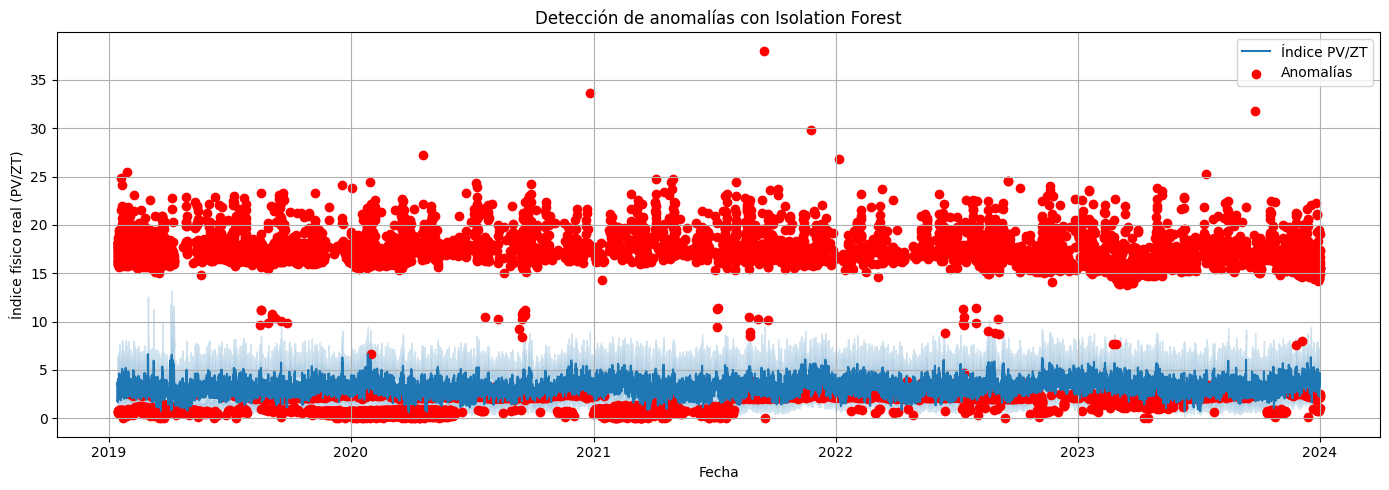 Detección de anomalías con Isolation Forest
Índice PV/ZT
Anomalías
Índice físico real (PV/ZT)
35
30
25
20
15
10
5
0
2019
2020
2021
2022
2023
2024
Fecha